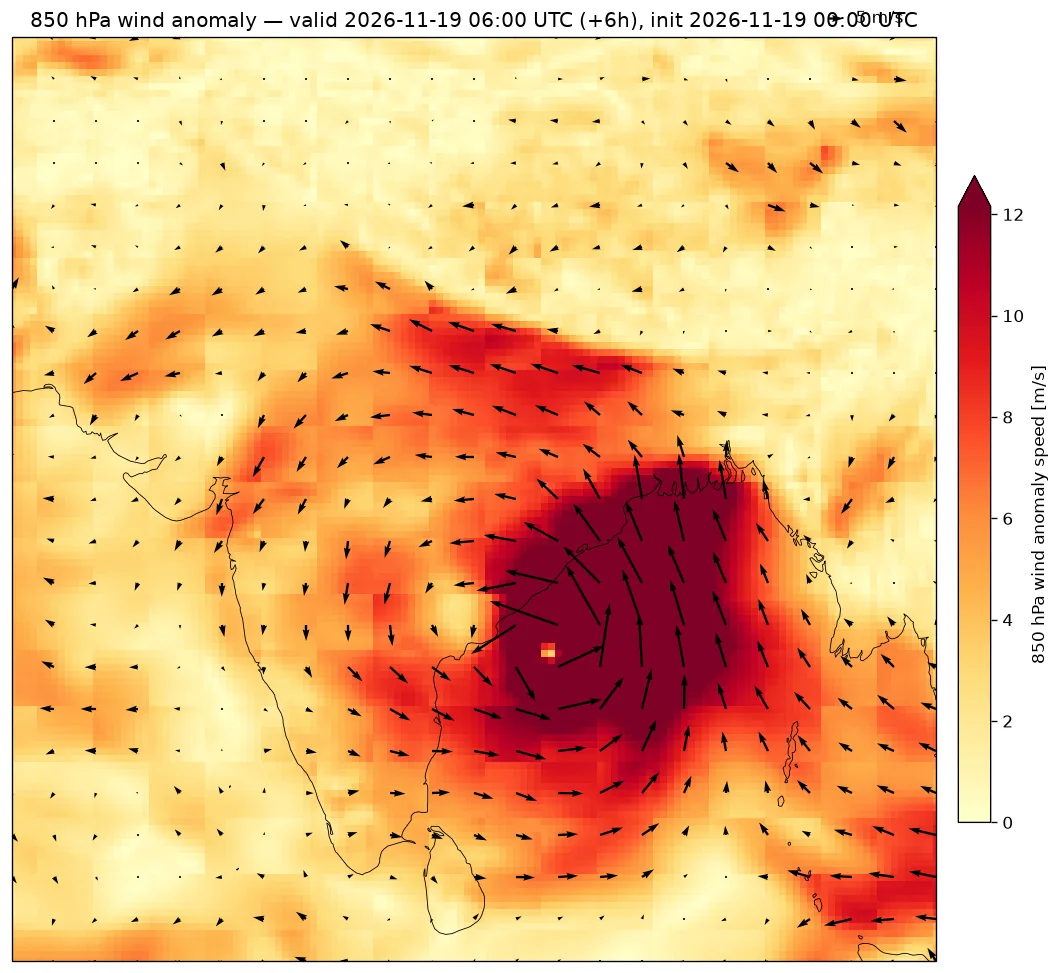 850 hPa wind anomaly — valid 2026-11-19 06:00 UTC (+6h), init 2026-11-19 00:00 UTC
5 m/s
12
10
8
6
4
2
0
850 hPa wind anomaly speed [m/s]